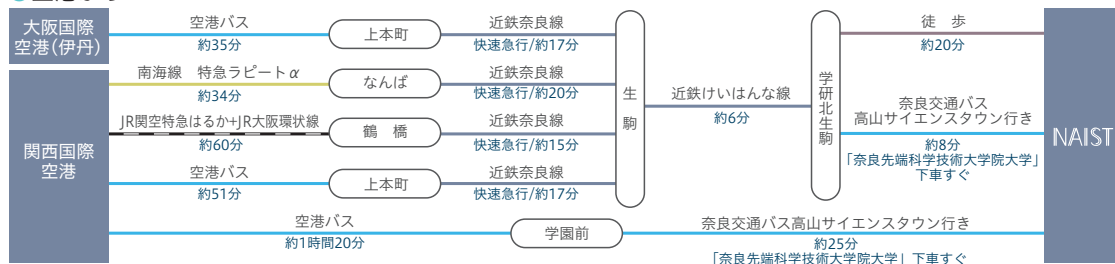 大阪国際
空港(伊丹)
空港バス
約35分
上本町
近鉄奈良線
快速急行/約17分
関西国際
空港
南海線　特急ラピートα
約34分
なんば
近鉄奈良線
快速急行/約20分
JR関空特急はるか+JR大阪環状線
約60分
鶴橋
近鉄奈良線
快速急行/約15分
空港バス
約51分
上本町
近鉄奈良線
快速急行/約17分
生駒
近鉄けいはんな線
約6分
学研北生駒
徒　歩
約20分
奈良交通バス
高山サイエンスタウン行き
約8分
「奈良先端科学技術大学院大学」
下車すぐ
空港バス
約1時間20分
学園前
奈良交通バス高山サイエンスタウン行き
約25分
「奈良先端科学技術大学院大学」下車すぐ
NAIST